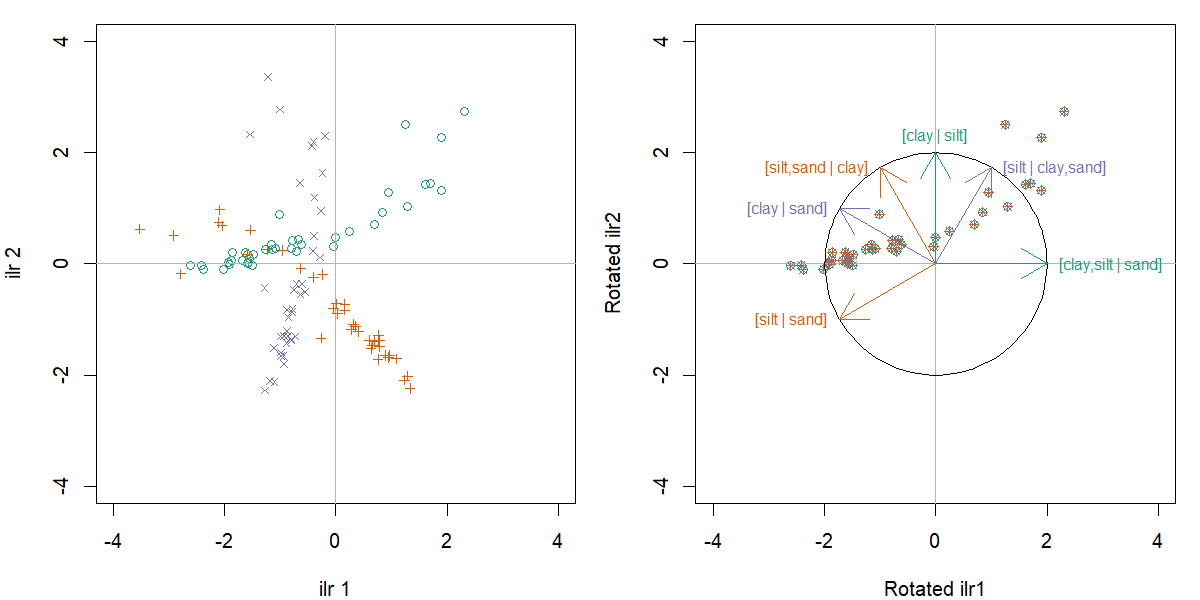 4
2
0
-2
-4
ilr 2
-4
-2
0
2
4
ilr 1
4
2
0
-2
-4
Rotated ilr2
[clay | silt]
[silt,sand | clay]
[silt | clay,sand]
[clay | sand]
[clay,silt | sand]
[silt | sand]
-4
-2
0
2
4
Rotated ilr1